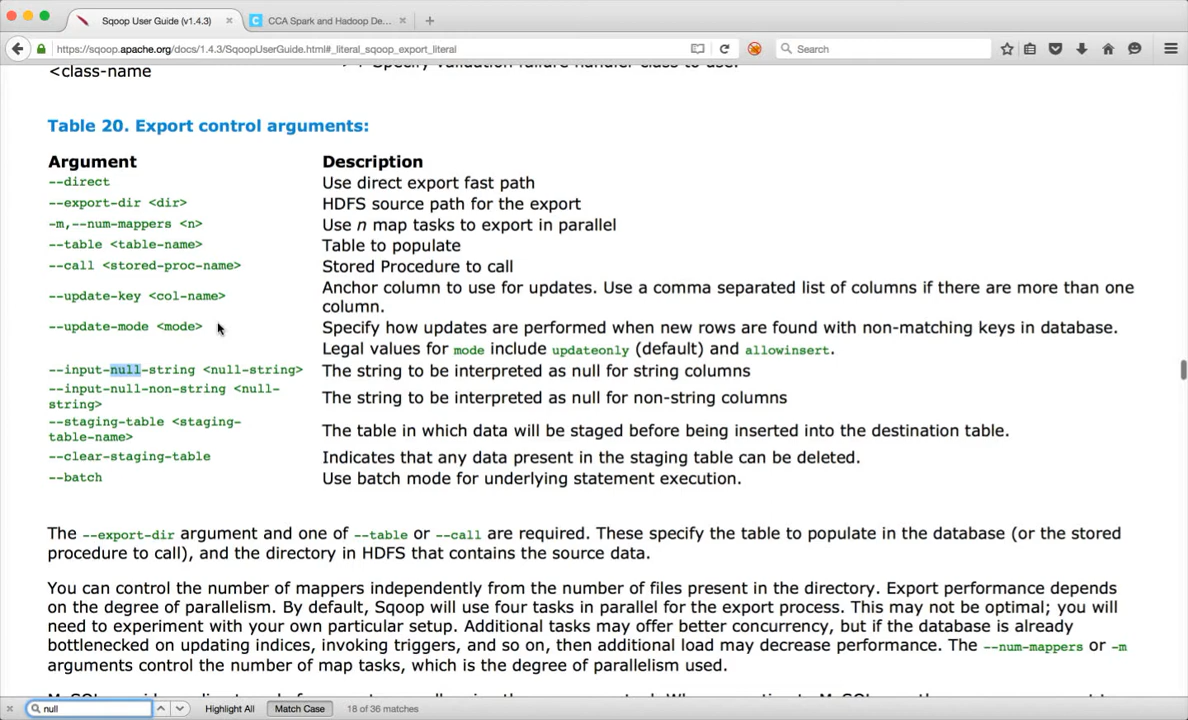 Sqoop User Guide (v1.4.3)
CCA Spark and Hadoop De...
https://sqoop.apache.org/docs/1.4.3/SqoopUserGuide.html#_literal_sqoop_export_literal
Search
Specify validation failure handler class to use.
<class-name
Table 20. Export control arguments:
Argument Description
--direct Use direct export fast path
--export-dir <dir> HDFS source path for the export
-m,--num-mappers <n> Use n map tasks to export in parallel
--table <table-name> Table to populate
--call <stored-proc-name> Stored Procedure to call
--update-key <col-name> Anchor column to use for updates. Use a comma separated list of columns if there are more than one
column.
--update-mode <mode> Specify how updates are performed when new rows are found with non-matching keys in database.
Legal values for mode include updateonly (default) and allowinsert.
--input-null-string <null-string> The string to be interpreted as null for string columns
--input-null-non-string <null-
string> The string to be interpreted as null for non-string columns
--staging-table <staging-
table-name> The table in which data will be staged before being inserted into the destination table.
--clear-staging-table Indicates that any data present in the staging table can be deleted.
--batch Use batch mode for underlying statement execution.
The --export-dir argument and one of --table or --call are required. These specify the table to populate in the database (or the stored
procedure to call), and the directory in HDFS that contains the source data.
You can control the number of mappers independently from the number of files present in the directory. Export performance depends
on the degree of parallelism. By default, Sqoop will use four tasks in parallel for the export process. This may not be optimal; you will
need to experiment with your own particular setup. Additional tasks may offer better concurrency, but if the database is already
bottlenecked on updating indices, invoking triggers, and so on, then additional load may decrease performance. The --num-mappers or -m
arguments control the number of map tasks, which is the degree of parallelism used.
null
Highlight All
Match Case
18 of 36 matches